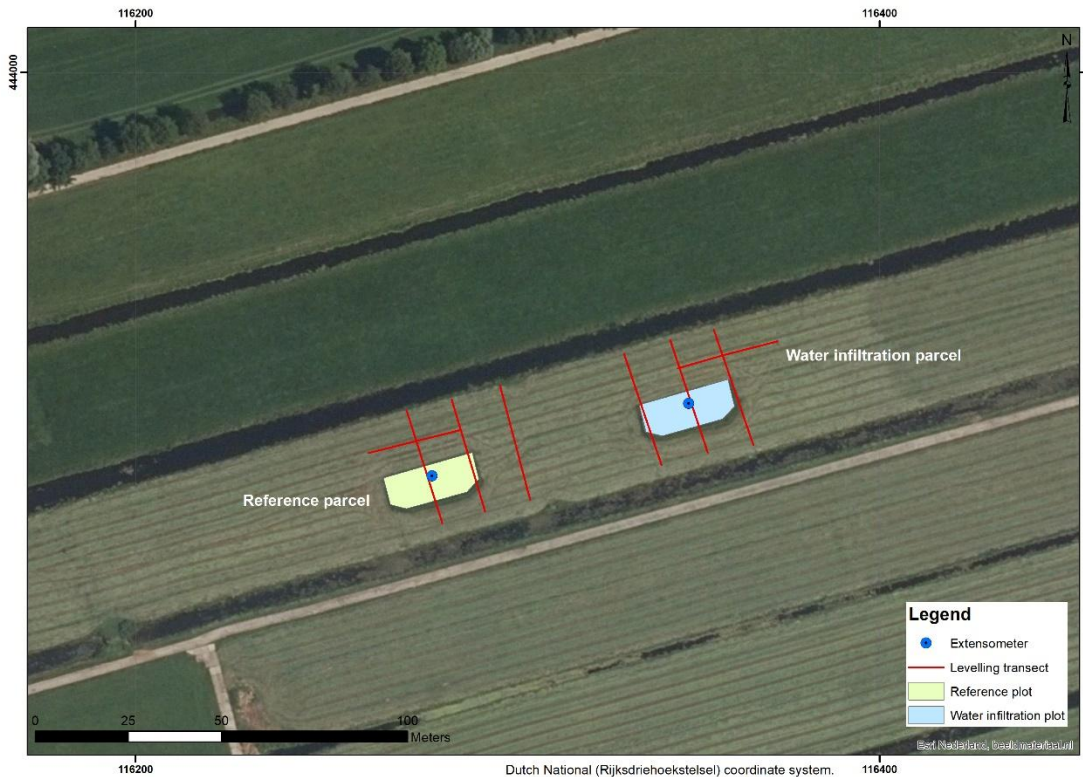 116200
116400
444000
N
Water infiltration parcel
Reference parcel
Legend
Extensometer
Levelling transect
Reference plot
Water infiltration plot
0
25
50
100
Meters
Esri Nederland, beeldmateriaal.nl
116200
116400
Dutch National (Rijksdriehoekstelsel) coordinate system.